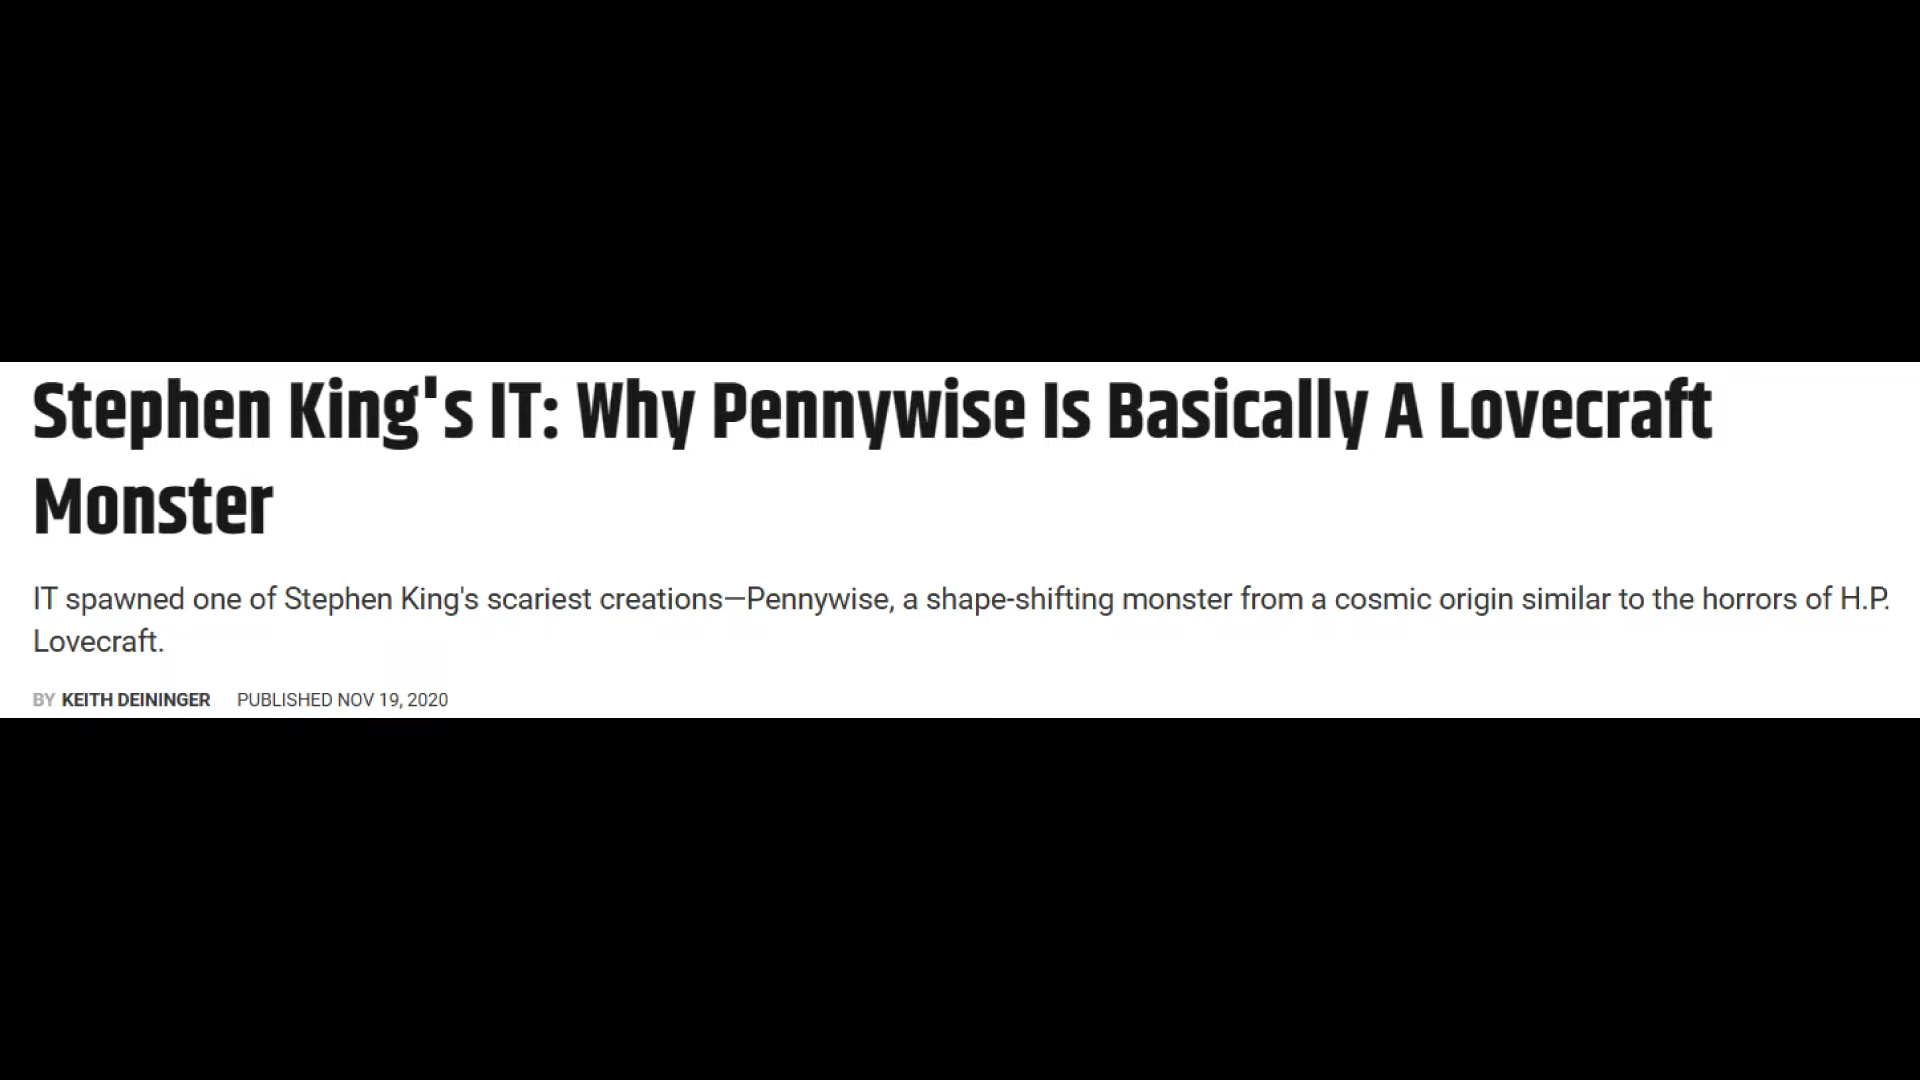 Stephen King's IT: Why Pennywise Is Basically A Lovecraft
Monster
IT spawned one of Stephen King's scariest creations—Pennywise, a shape-shifting monster from a cosmic origin similar to the horrors of H.P.
Lovecraft.
BY KEITH DEININGER PUBLISHED NOV 19, 2020